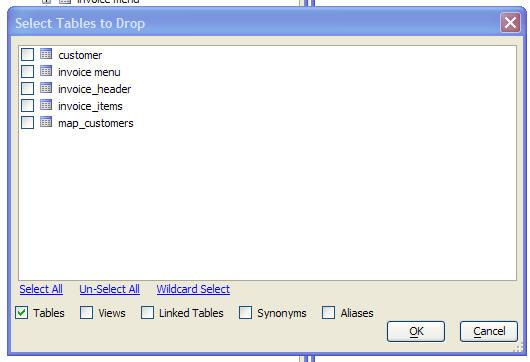 invoice menu
Select Tables to Drop
customer
invoice menu
invoice_header
invoice_items
map_customers
Select All Un-Select All Wildcard Select
Tables Views Linked Tables Synonyms Aliases
OK Cancel